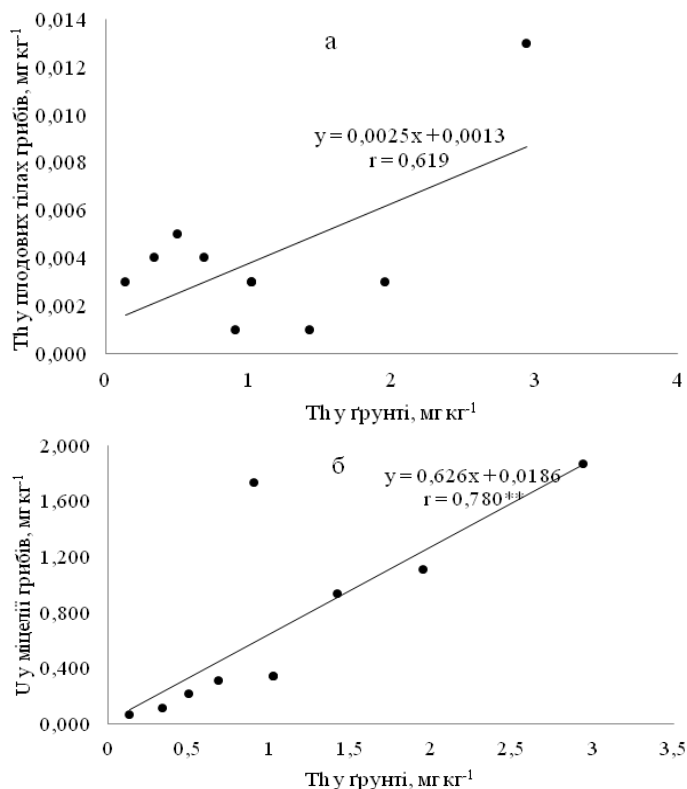 0,014
а
0,012
0,010
y = 0,0025x + 0,0013
r = 0,619
0,008
0,006
0,004
0,002
0,000
0 1 2 3 4
Th у плодових тілах грибів, мг кг-1
Th у ґрунті, мг кг-1
2,000
б
y = 0,626x + 0,0186
r = 0,780**
1,600
1,200
0,800
0,400
0,000
0 0,5 1 1,5 2 2,5 3 3,5
U у міцелії грибів, мг кг-1
Th у ґрунті, мг кг-1